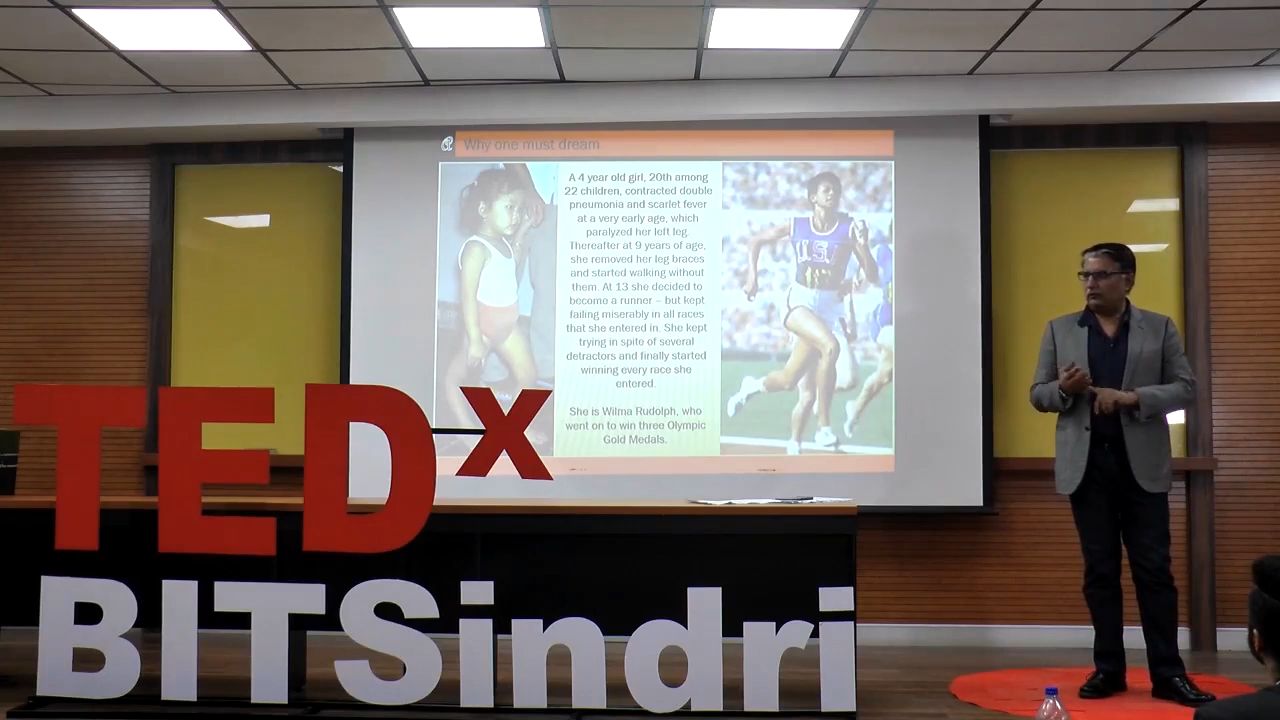 Why one must dream
A 4 year old girl, 20th among
22 children, contracted double
pneumonia and scarlet fever
at a very early age, which
paralyzed her left leg.
Thereafter at 9 years of age,
she removed her leg braces
and started walking without
them. At 13 she decided to
become a runner – but kept
failing miserably in all races
that she entered in. She kept
trying in spite of several
detractors and finally started
winning every race she
entered.
She is Wilma Rudolph, who
went on to win three Olympic
Gold Medals.
U.S.
TEDx
BITSindri